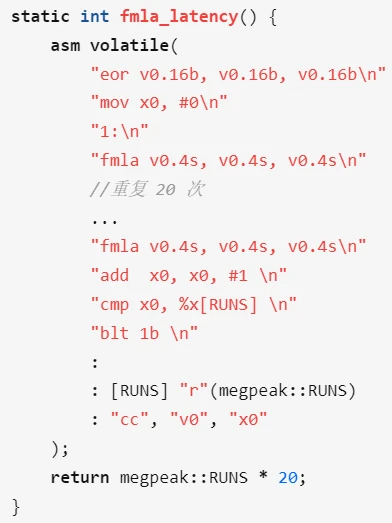 static int fmla_latency() {
    asm volatile(
        "eor v0.16b, v0.16b, v0.16b\n"
        "mov x0, #0\n"
        "1:\n"
        "fmla v0.4s, v0.4s, v0.4s\n"
        //重复 20 次
        ...
        "fmla v0.4s, v0.4s, v0.4s\n"
        "add  x0, x0, #1 \n"
        "cmp x0, %x[RUNS] \n"
        "blt 1b \n"
        :
        : [RUNS] "r"(megpeak::RUNS)
        : "cc", "v0", "x0"
    );
    return megpeak::RUNS * 20;
}